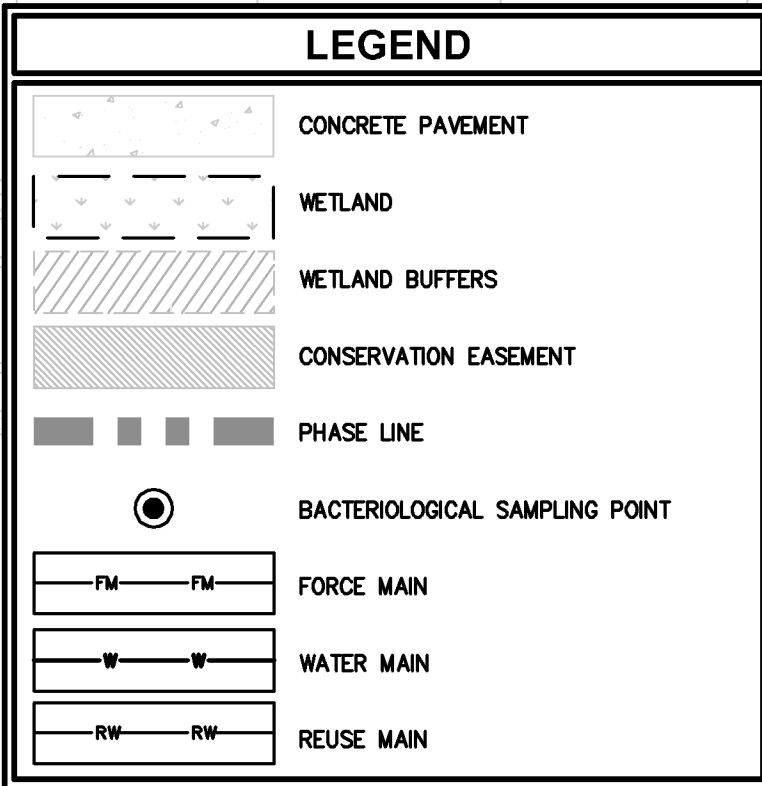 LEGEND
CONCRETE PAVEMENT
WETLAND
WETLAND BUFFERS
CONSERVATION EASEMENT
PHASE LINE
BACTERIOLOGICAL SAMPLING POINT
FM FM FORCE MAIN
W W WATER MAIN
RW RW REUSE MAIN